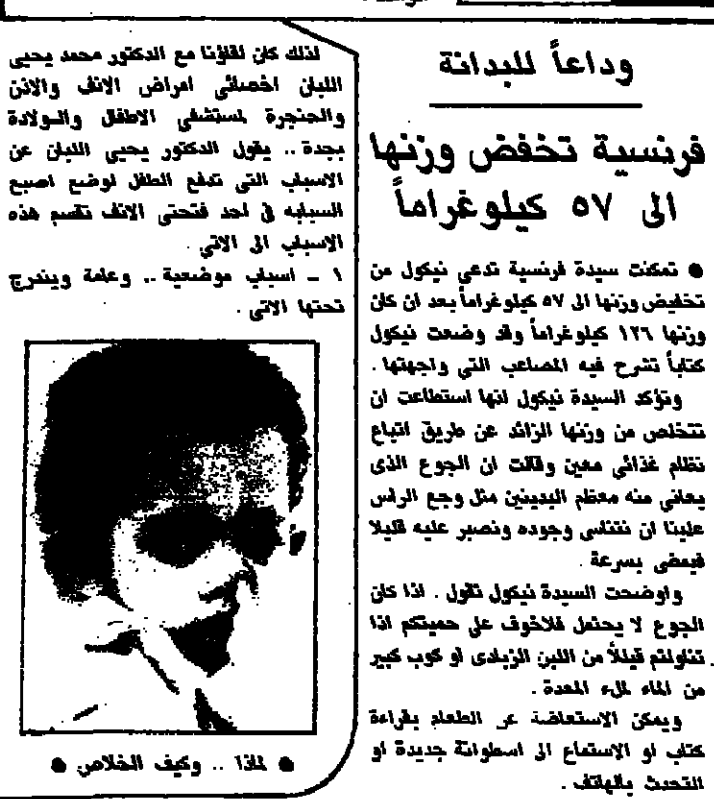 وداعاً للبدانة
فرنسية تخفض وزنها
الى ٥٧ كيلوغراماً
● تمكنت سيدة فرنسية تدعى نيكول من
تخفيض وزنها الى ٥٧ كيلوغراماً بعد ان كان
وزنها ١٢٦ كيلوغراماً وقد وضعت نيكول
كتاباً تشرح فيه المصاعب التي واجهتها .
وتؤكد السيدة نيكول انها استطاعت ان
تتخلص من وزنها الزائد عن طريق اتباع
نظام غذائي معين وقالت ان الجوع الذى
يعانى منه معظم البدينين مثل وجع الراس
علينا ان نتناسى وجوده ونصبر عليه قليلا
فيمضى بسرعة .
واوضحت السيدة نيكول تقول . اذا كان
الجوع لا يحتمل فلاخوف على حميتكم اذا
تناولتم قيللاً من اللبن الزبادى او كوب كبير
من الماء لملء المعدة .
ويمكن الاستعاضة عن الطعام بقراءة
كتاب او الاستماع الى اسطوانة جديدة او
التحدث بالهاتف .
لذلك كان لقاؤنا مع الدكتور محمد يحيى
اللبان اخصائى امراض الانف والاذن
والحنجرة لمستشفى الاطفال والولادة
بجدة .. يقول الدكتور يحيى اللبان عن
الاسباب التى تدفع الطفل لوضع اصبع
السبابه في احد فتحتى الانف تقسم هذه
الاسباب الى الاتي .
١ - اسباب موضعية .. وعامة ويندرج
تحتها الاتى .
● لماذا .. وكيف الخلاص ●